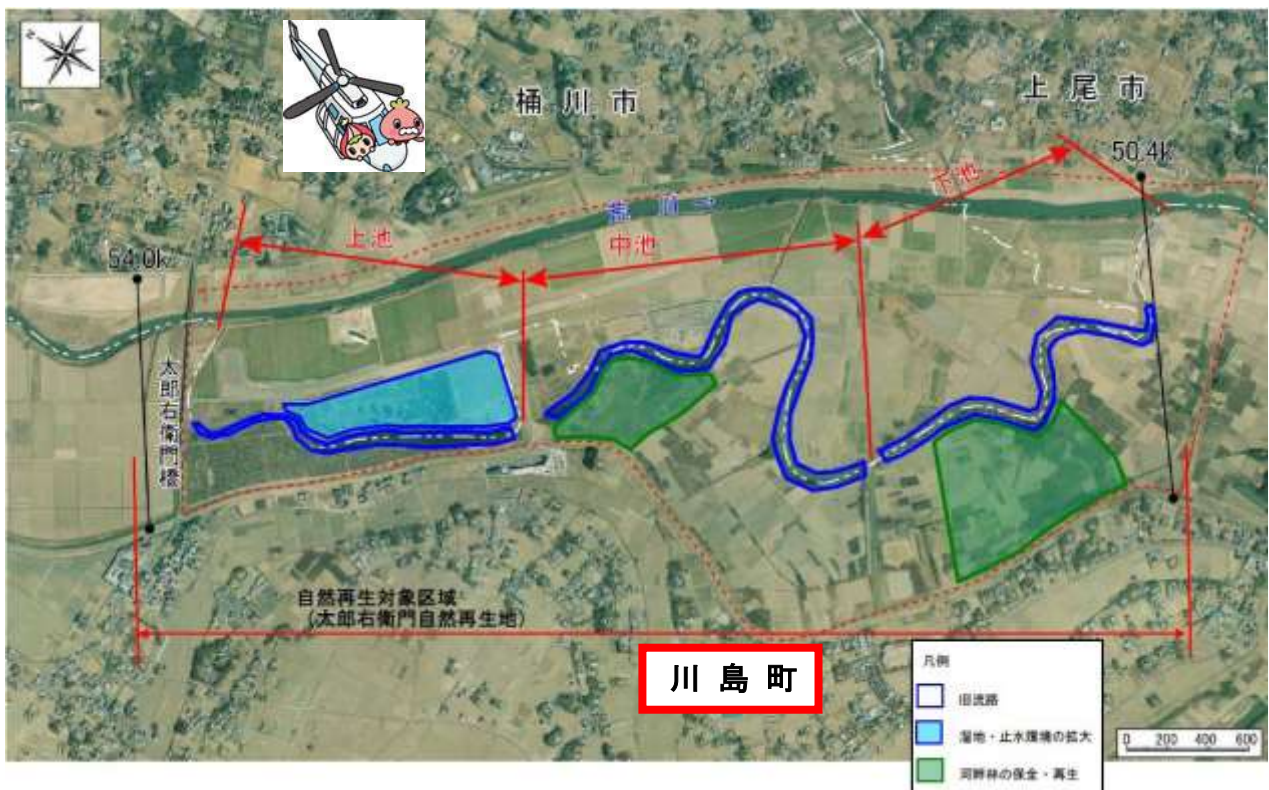 桶川市
上尾市
50.4k
下池
荒川→
上池
中池
54.0k
太郎右衛門橋
自然再生対象区域
(太郎右衛門自然再生地)
川島町
凡例
旧流路
湿地・止水環境の拡大
河畔林の保全・再生
0 200 400 600